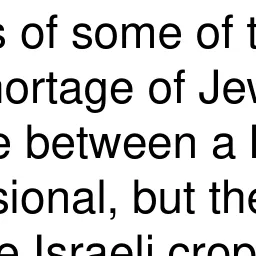 s of some of t
ortage of Jew
e between a
sional, but the
e Israeli crop